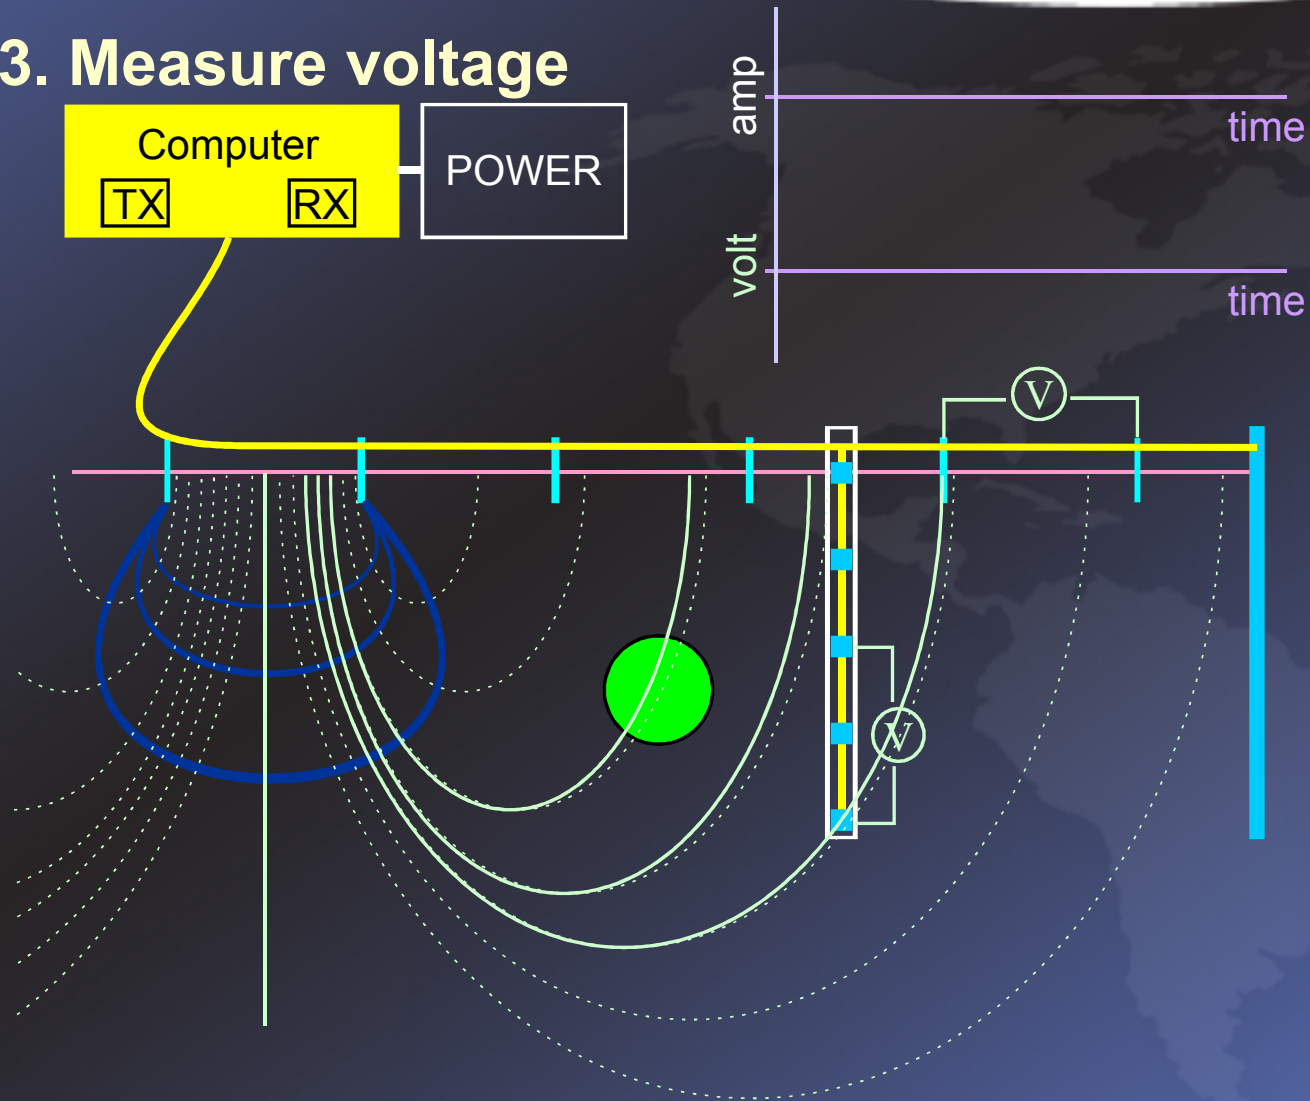 3. Measure voltage
Computer
TX
RX
POWER
amp
time
volt
time
V
V